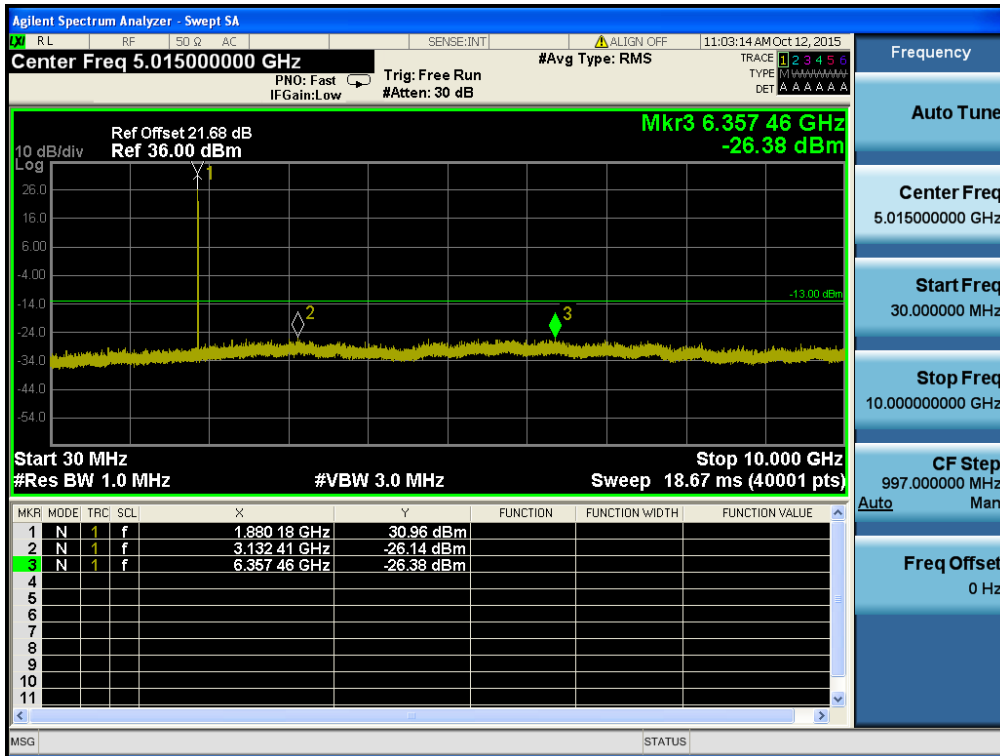 Agilent Spectrum Analyzer - Swept SA
LXI RL RF 50 Ω AC SENSE:INT ALIGN OFF 11:03:14 AM Oct 12, 2015
Center Freq 5.015000000 GHz #Avg Type: RMS TRACE 1 2 3 4 5 6
PNO: Fast Trig: Free Run TYPE M
IFGain:Low #Atten: 30 dB DET A A A A A A
Mkr3 6.357 46 GHz
-26.38 dBm
Ref Offset 21.68 dB
10 dB/div Ref 36.00 dBm
Log
1
26.0
16.0
6.00
-4.00
-13.00 dBm
-14.0
2 3
-24.0
-34.0
-44.0
-54.0
Start 30 MHz Stop 10.000 GHz
#Res BW 1.0 MHz #VBW 3.0 MHz Sweep 18.67 ms (40001 pts)
MKR MODE TRC SCL X Y FUNCTION FUNCTION WIDTH FUNCTION VALUE
1 N 1 f 1.880 18 GHz 30.96 dBm
2 N 1 f 3.132 41 GHz -26.14 dBm
3 N 1 f 6.357 46 GHz -26.38 dBm
4
5
6
7
8
9
10
11
MSG STATUS
Frequency
Auto Tune
Center Freq
5.015000000 GHz
Start Freq
30.000000 MHz
Stop Freq
10.000000000 GHz
CF Step
997.000000 MHz
Auto Man
Freq Offset
0 Hz